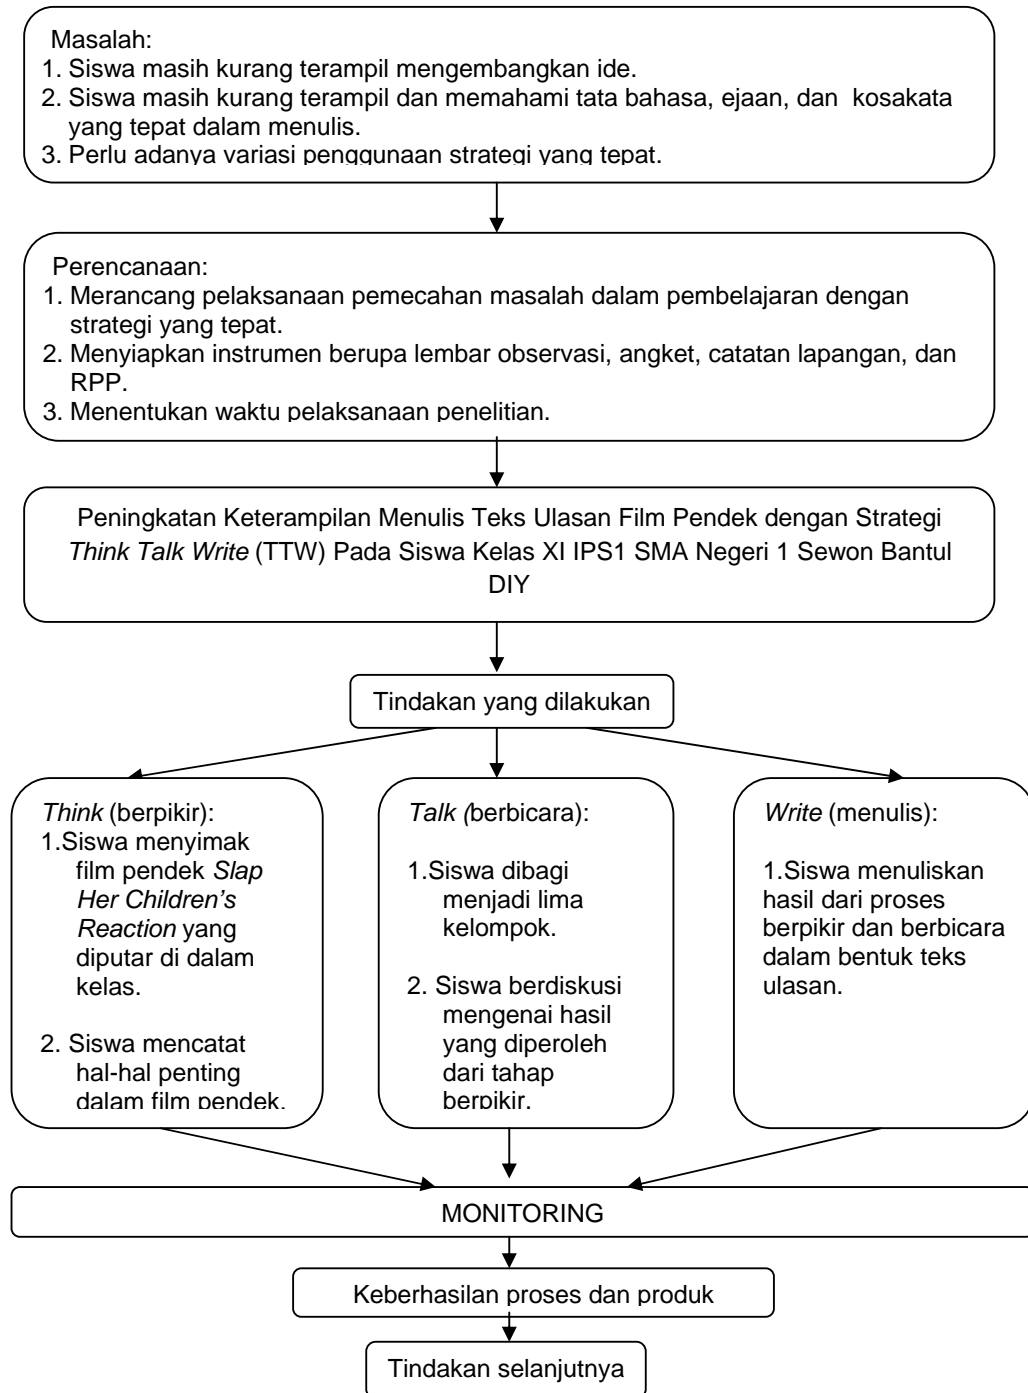 Masalah:
1. Siswa masih kurang terampil mengembangkan ide.
2. Siswa masih kurang terampil dan memahami tata bahasa, ejaan, dan kosakata
yang tepat dalam menulis.
3. Perlu adanya variasi penggunaan strategi yang tepat.
Perencanaan:
1. Merancang pelaksanaan pemecahan masalah dalam pembelajaran dengan
strategi yang tepat.
2. Menyiapkan instrumen berupa lembar observasi, angket, catatan lapangan, dan
RPP.
3. Menentukan waktu pelaksanaan penelitian.
Peningkatan Keterampilan Menulis Teks Ulasan Film Pendek dengan Strategi
Think Talk Write (TTW) Pada Siswa Kelas XI IPS1 SMA Negeri 1 Sewon Bantul
DIY
Tindakan yang dilakukan
Think (berpikir):
1.Siswa menyimak
film pendek Slap
Her Children’s
Reaction yang
diputar di dalam
kelas.
2. Siswa mencatat
hal-hal penting
dalam film pendek.
Talk (berbicara):
1.Siswa dibagi
menjadi lima
kelompok.
2. Siswa berdiskusi
mengenai hasil
yang diperoleh
dari tahap
berpikir.
Write (menulis):
1.Siswa menuliskan
hasil dari proses
berpikir dan berbicara
dalam bentuk teks
ulasan.
MONITORING
Keberhasilan proses dan produk
Tindakan selanjutnya